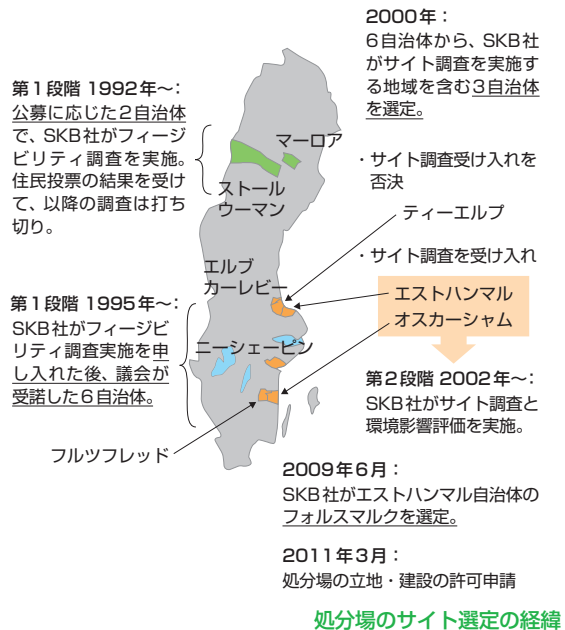 2000年：
6自治体から、SKB社
がサイト調査を実施す
る地域を含む3自治体
を選定。
第1段階 1992年～：
公募に応じた2自治体
で、SKB社がフィージ
ビリティ調査を実施。
住民投票の結果を受け
て、以降の調査は打ち
切り。
マーロア
ストール
ウーマン
・サイト調査受け入れを
否決
ティーエルプ
・サイト調査を受け入れ
エストハンマル
オスカーシャム
エルブ
カーレビー
第1段階 1995年～：
SKB社がフィージビ
リティ調査実施を申
し入れた後、議会が
受諾した6自治体。
ニーシェーピン
第2段階 2002年～：
SKB社がサイト調査と
環境影響評価を実施。
フルツフレッド
2009年6月：
SKB社がエストハンマル自治体の
フォルスマルクを選定。
2011年3月：
処分場の立地・建設の許可申請
処分場のサイト選定の経緯